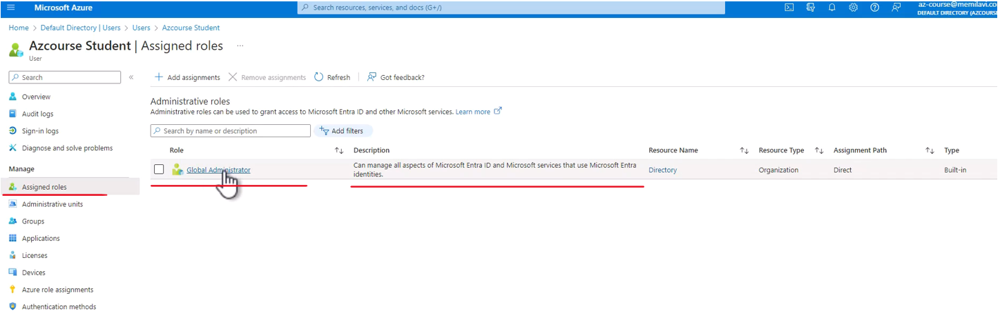 Microsoft Azure
Search resources, services, and docs (G+/)
az-course@memilavi.co
DEFAULT DIRECTORY (AZCOURSE
Home > Default Directory | Users > Users > Azcourse Student
Azcourse Student | Assigned roles ...
User
Search
«
Add assignments
Remove assignments
Refresh
Got feedback?
Overview
Audit logs
Sign-in logs
Diagnose and solve problems
Manage
Assigned roles
Administrative units
Groups
Applications
Licenses
Devices
Azure role assignments
Authentication methods
Administrative roles
Administrative roles can be used to grant access to Microsoft Entra ID and other Microsoft services. Learn more
Search by name or description
Add filters
Role Description Resource Name Resource Type Assignment Path Type
Global Administrator
Can manage all aspects of Microsoft Entra ID and Microsoft services that use Microsoft Entra
identities.
Directory
Organization
Direct
Built-in